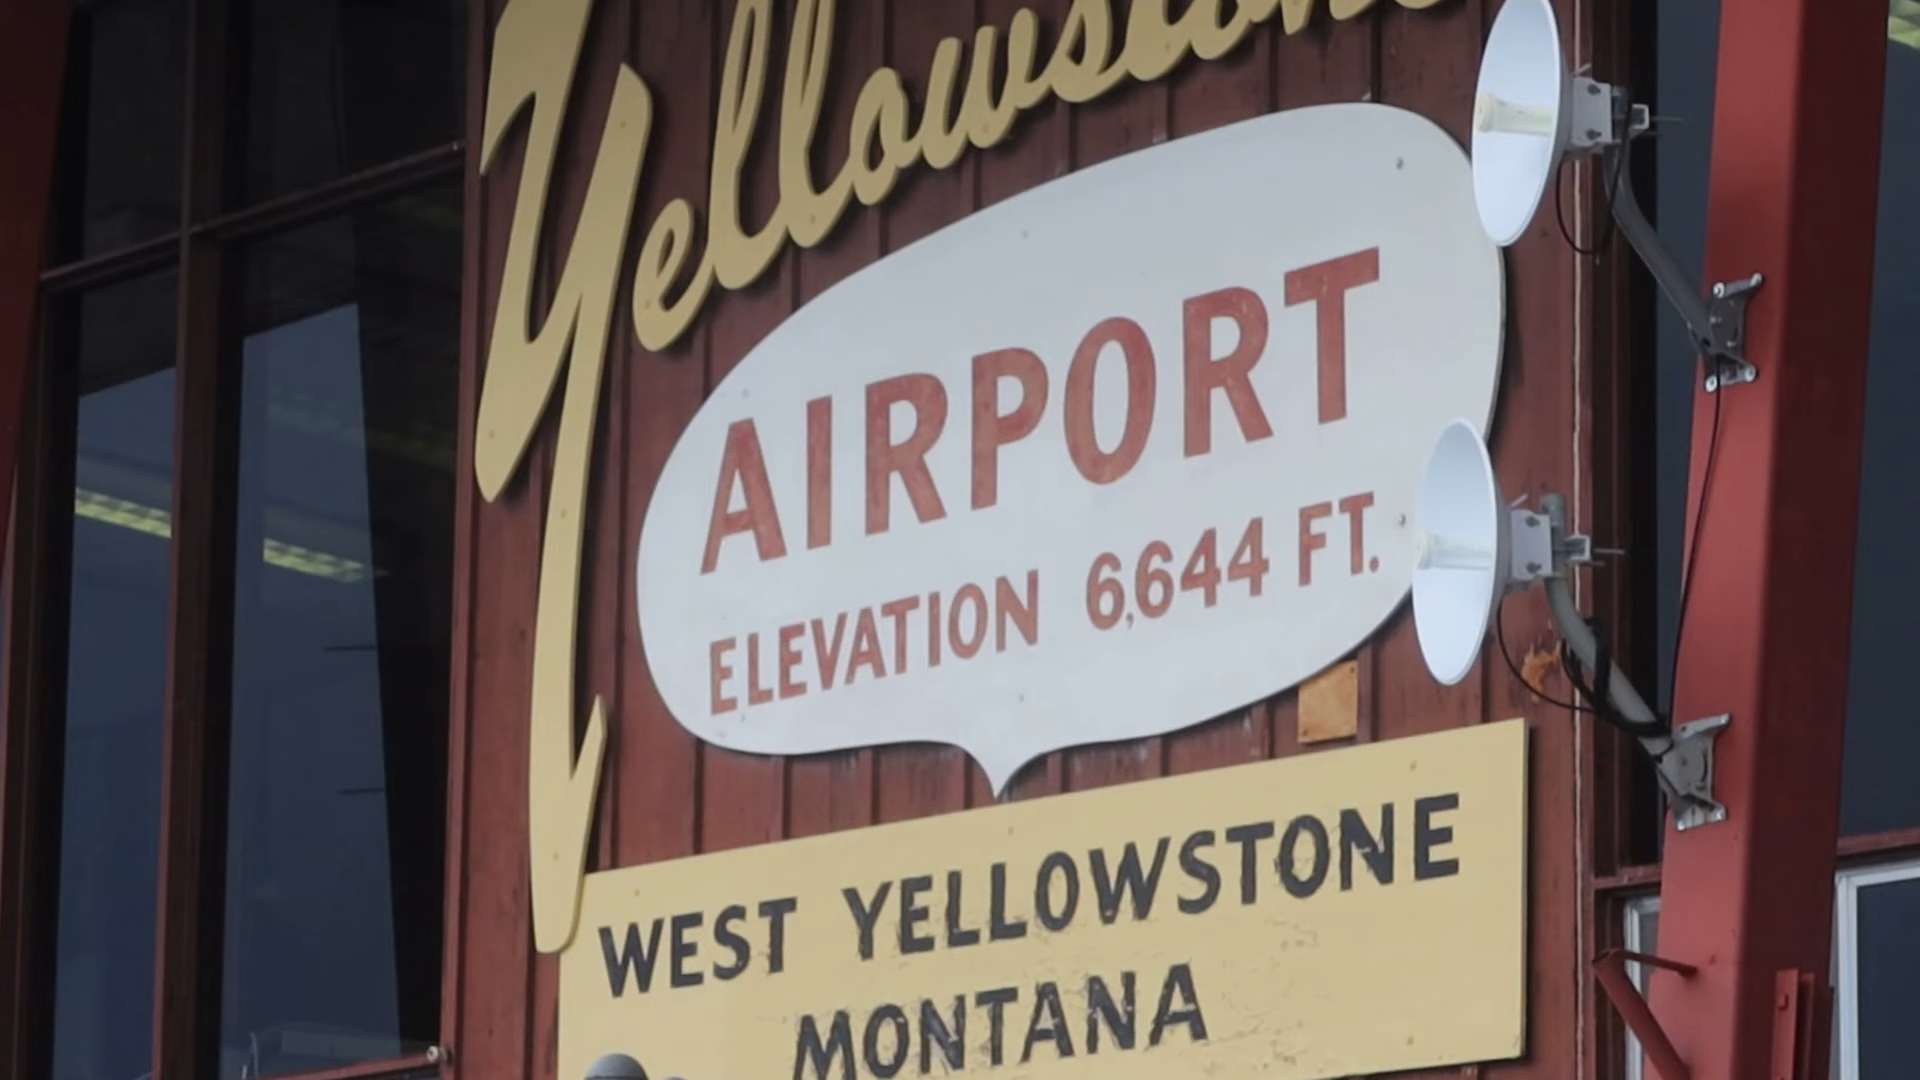 Yellowstone
AIRPORT
ELEVATION 6,644 FT.
WEST YELLOWSTONE
MONTANA